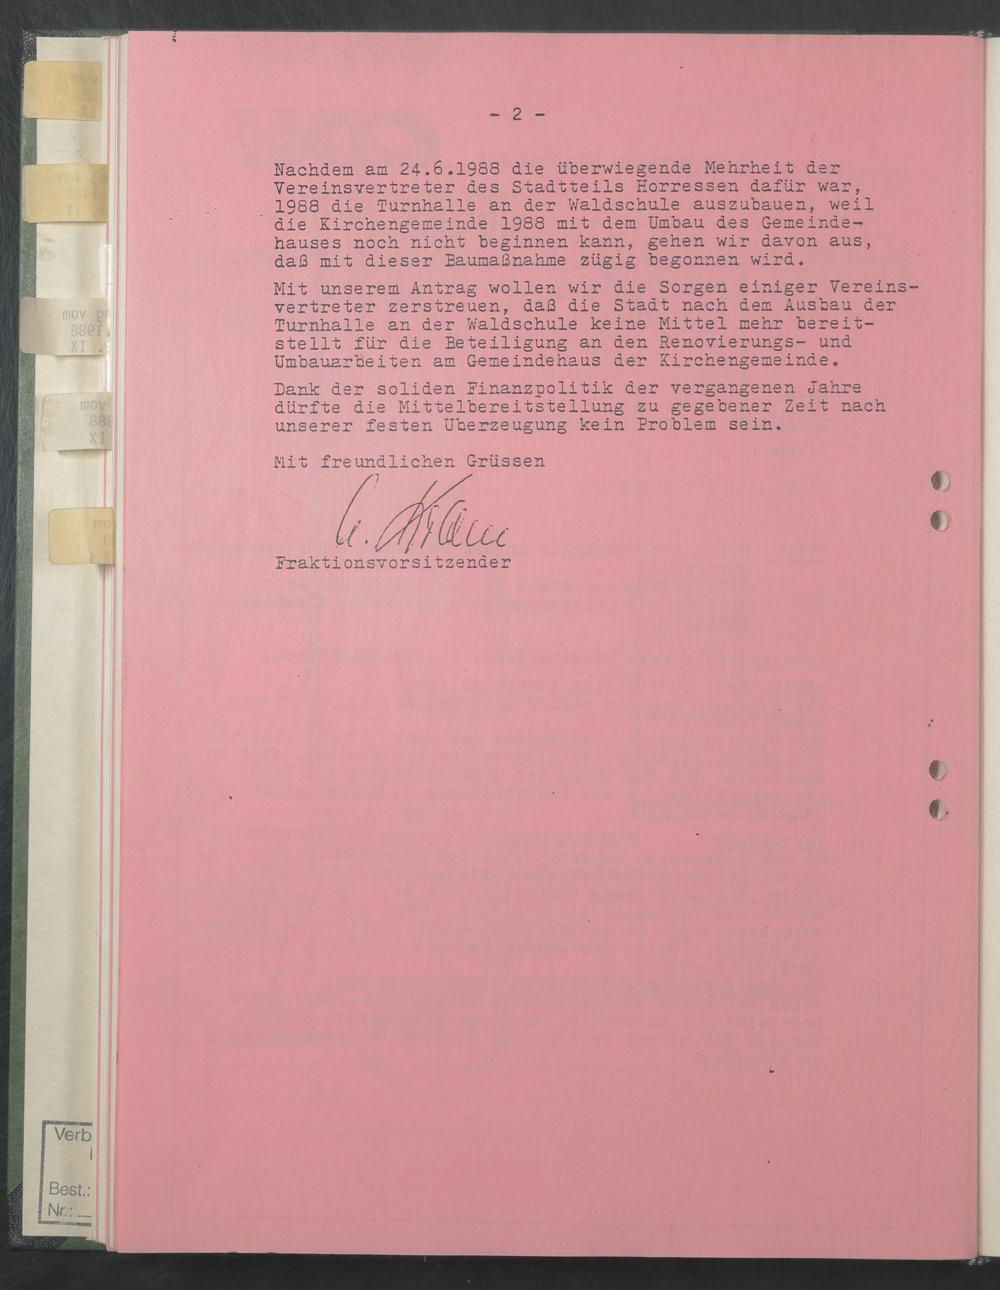 - 2 -
Nachdem am 24.6.1988 die überwiegende Mehrheit der
Vereinsvertreter des Stadtteils Horressen dafür war,
1988 die Turnhalle an der Waldschule auszubauen, weil
die Kirchengemeinde 1988 mit dem Umbau des Gemeinde-
hauses noch nicht beginnen kann, gehen wir davon aus,
daß mit dieser Baumaßnahme zügig begonnen wird.
Mit unserem Antrag wollen wir die Sorgen einiger Vereins-
vertreter zerstreuen, daß die Stadt nach dem Ausbau der
Turnhalle an der Waldschule keine Mittel mehr bereit-
stellt für die Beteiligung an den Renovierungs- und
Umbauarbeiten am Gemeindehaus der Kirchengemeinde.
Dank der soliden Finanzpolitik der vergangenen Jahre
dürfte die Mittelbereitstellung zu gegebener Zeit nach
unserer festen Uberzeugung kein Problem sein.
Mit freundlichen Grüssen
Fraktionsvorsitzender
Verb
Best.:
Nr.: